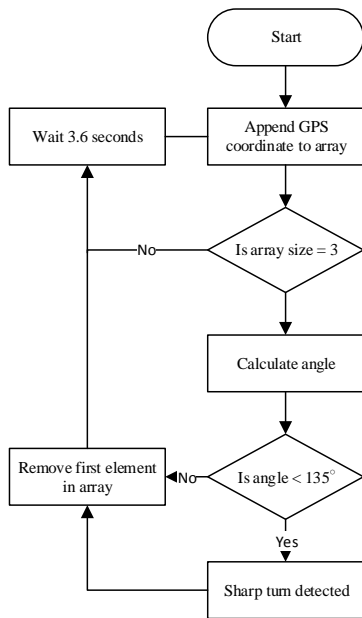 Start
Wait 3.6 seconds
Append GPS
coordinate to array
No
Is array size = 3
Calculate angle
Remove first element
in array
No
Is angle < 135°
Yes
Sharp turn detected